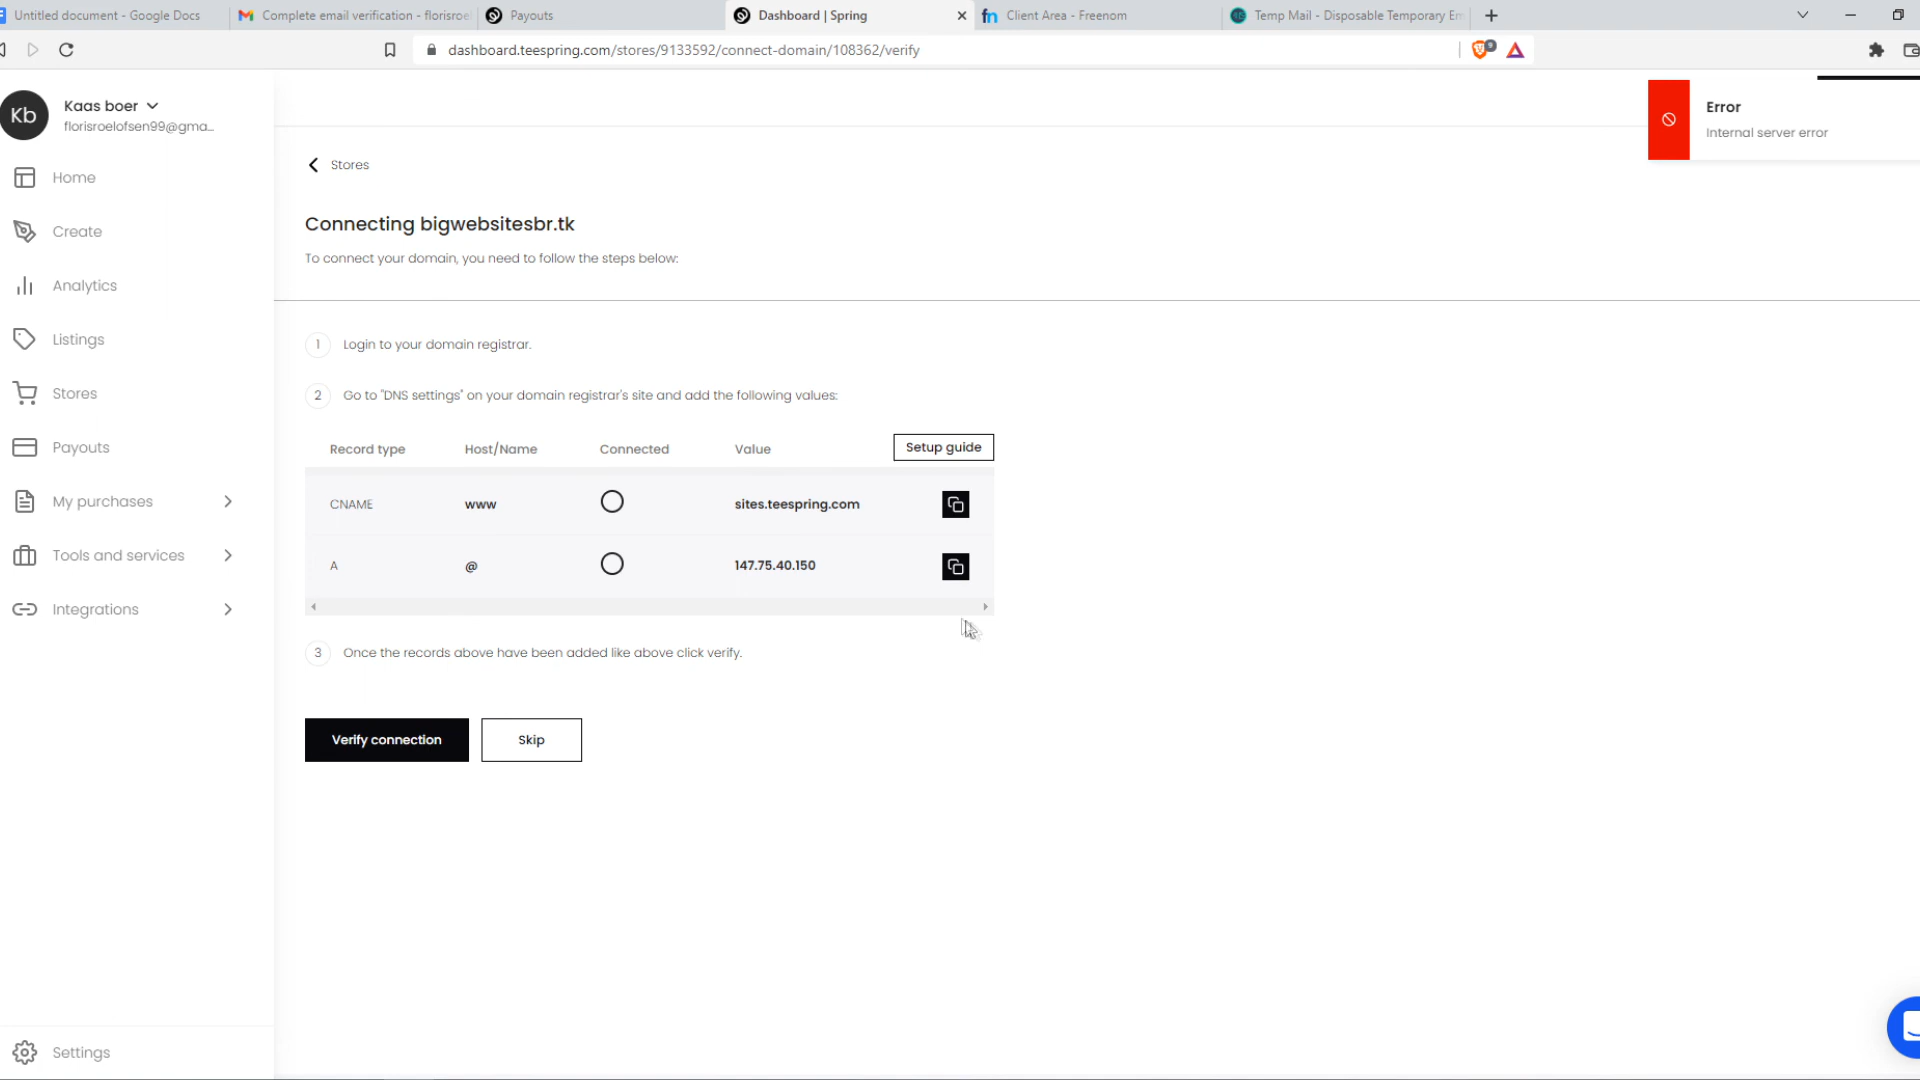 Untitled document - Google Docs
Complete email verification - florisroe
Payouts
Dashboard | Spring
Client Area - Freenom
Temp Mail - Disposable Temporary Em
dashboard.teespring.com/stores/9133592/connect-domain/108362/verify
9
Kb
Kaas boer
florisroelofsen99@gma...
Error
Internal server error
Home
Create
Analytics
Listings
Stores
Payouts
My purchases
Tools and services
Integrations
Settings
Stores
Connecting bigwebsitesbr.tk
To connect your domain, you need to follow the steps below:
1 Login to your domain registrar.
2 Go to "DNS settings" on your domain registrar's site and add the following values:
Record type Host/Name Connected Value Setup guide
CNAME www sites.teespring.com
A @ 147.75.40.150
3 Once the records above have been added like above click verify.
Verify connection Skip